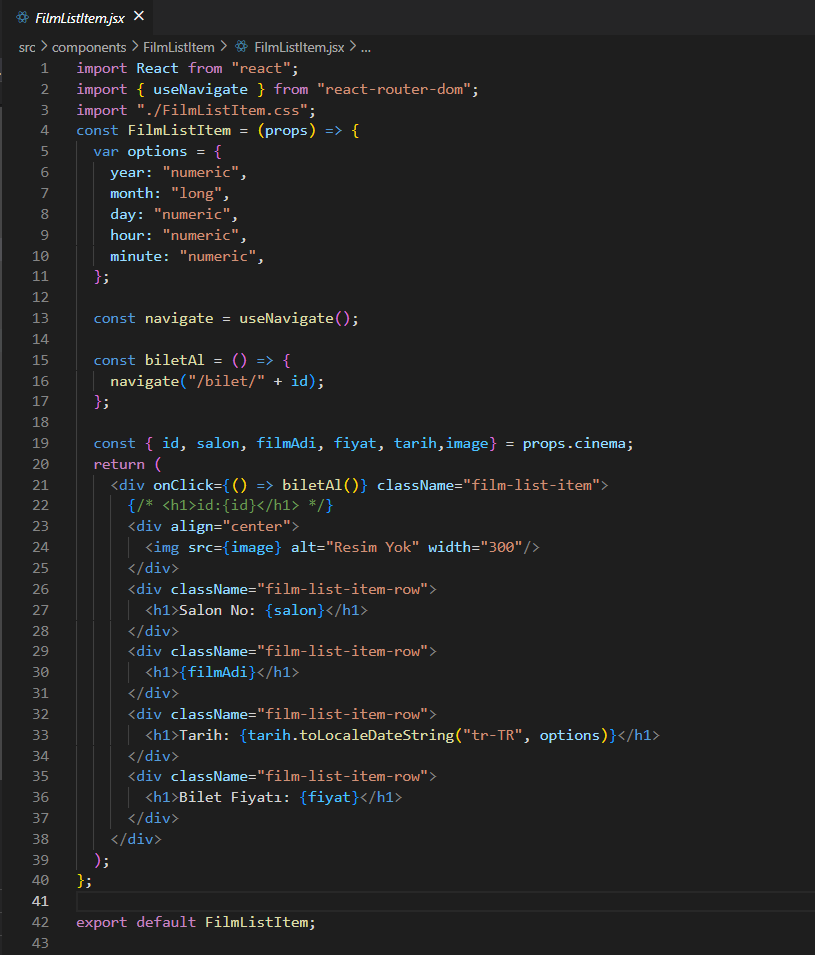 FilmListItem.jsx ×
src > components > FilmListItem > FilmListItem.jsx > ...
1 import React from "react";
2 import { useNavigate } from "react-router-dom";
3 import "./FilmListItem.css";
4 const FilmListItem = (props) => {
5   var options = {
6     year: "numeric",
7     month: "long",
8     day: "numeric",
9     hour: "numeric",
10     minute: "numeric",
11   };
12
13   const navigate = useNavigate();
14
15   const biletAl = () => {
16     navigate("/bilet/" + id);
17   };
18
19   const { id, salon, filmAdi, fiyat, tarih,image} = props.cinema;
20   return (
21     <div onClick={() => biletAl()} className="film-list-item">
22       {/* <h1>id:{id}</h1> */}
23       <div align="center">
24         <img src={image} alt="Resim Yok" width="300"/>
25       </div>
26       <div className="film-list-item-row">
27         <h1>Salon No: {salon}</h1>
28       </div>
29       <div className="film-list-item-row">
30         <h1>{filmAdi}</h1>
31       </div>
32       <div className="film-list-item-row">
33         <h1>Tarih: {tarih.toLocaleDateString("tr-TR", options)}</h1>
34       </div>
35       <div className="film-list-item-row">
36         <h1>Bilet Fiyatı: {fiyat}</h1>
37       </div>
38     </div>
39   );
40 };
41
42 export default FilmListItem;
43